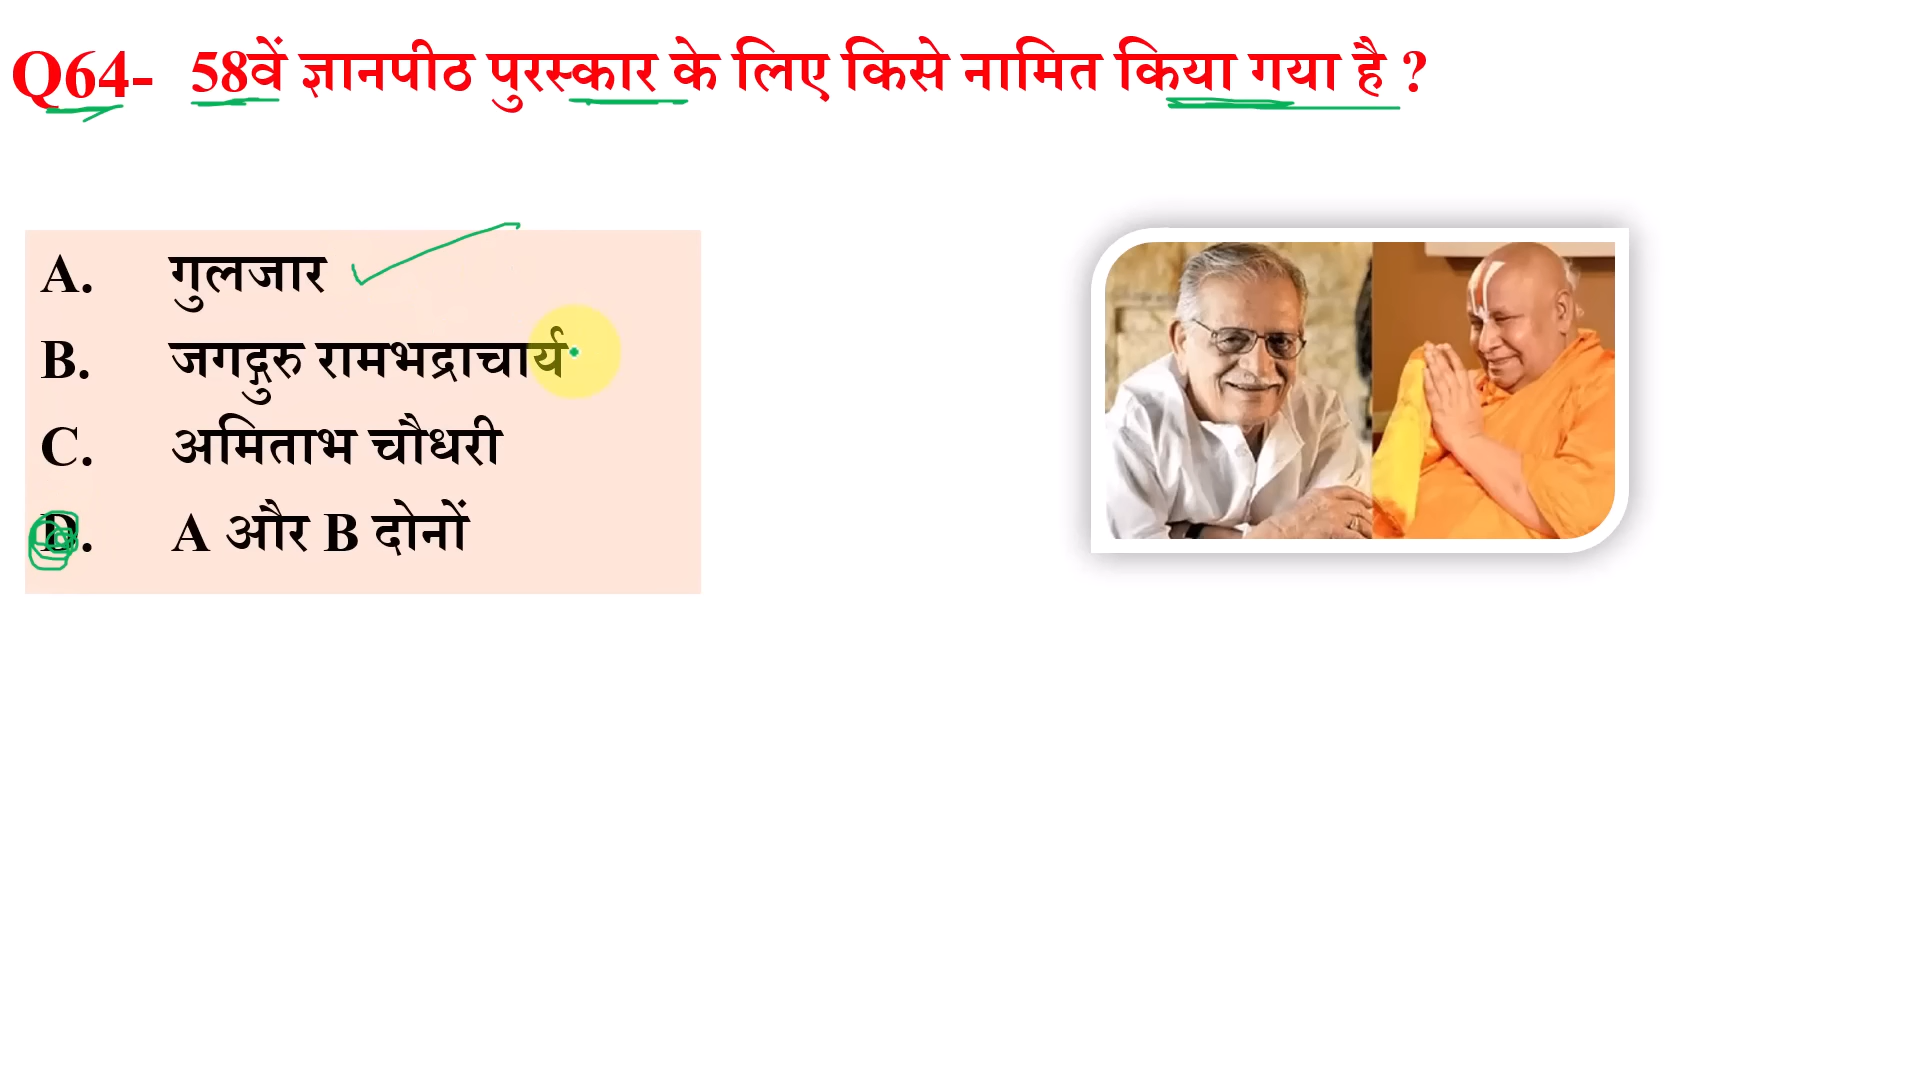 Q64- 58वें ज्ञानपीठ पुरस्कार के लिए किसे नामित किया गया है ?
A. गुलजार
B. जगद्गुरु रामभद्राचार्य
C. अमिताभ चौधरी
D. A और B दोनों